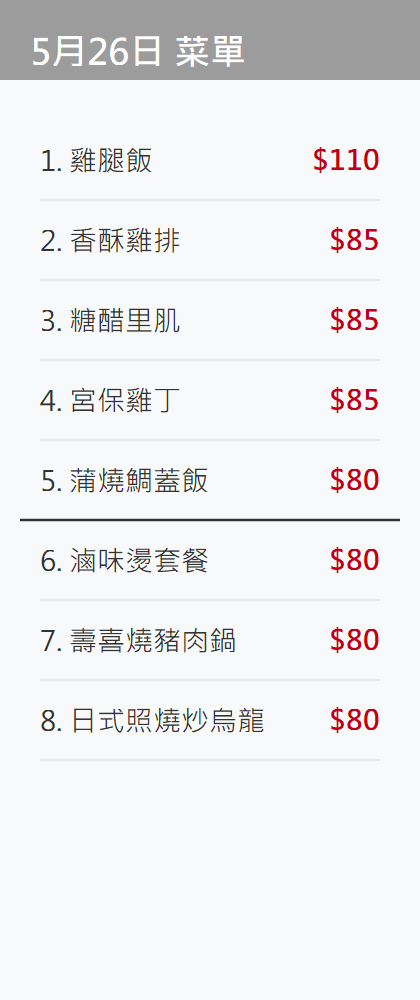 5月26日 菜單
1. 雞腿飯 $110
2. 香酥雞排 $85
3. 糖醋里肌 $85
4. 宮保雞丁 $85
5. 蒲燒鯛蓋飯 $80
6. 滷味燙套餐 $80
7. 壽喜燒豬肉鍋 $80
8. 日式照燒炒烏龍 $80